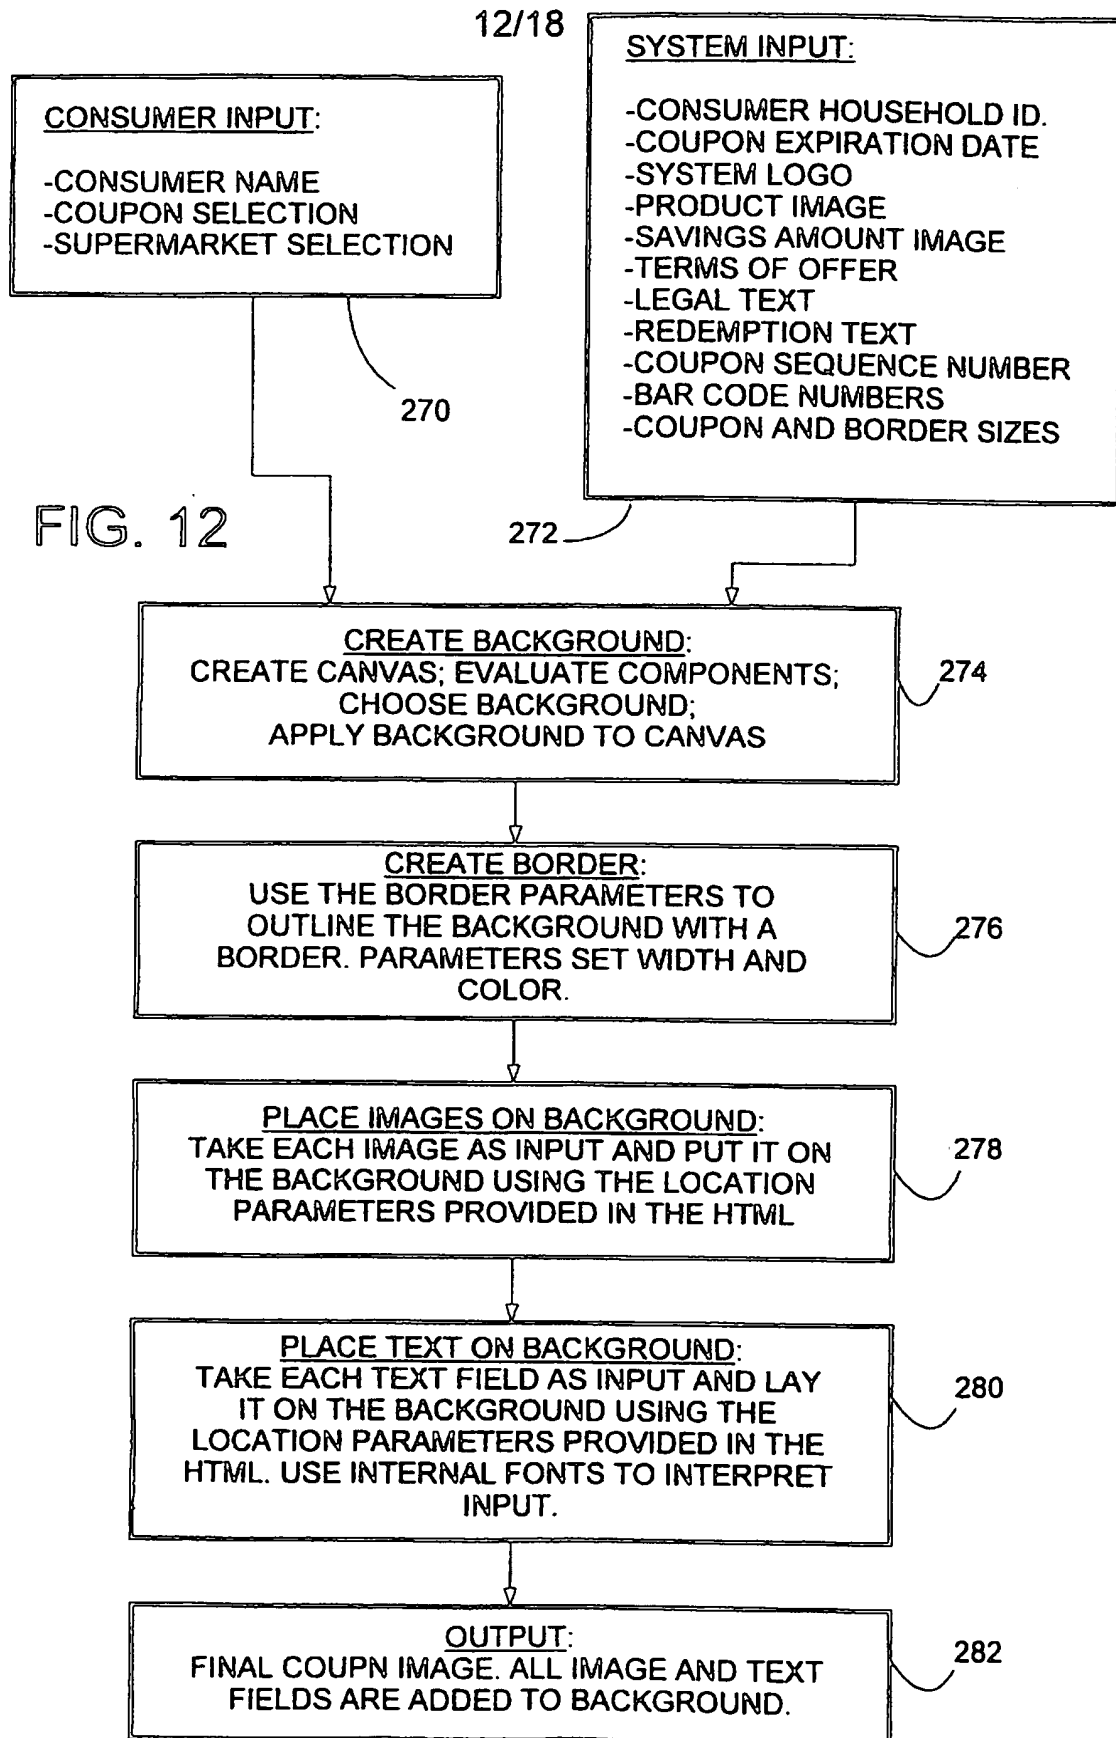 12/18
CONSUMER INPUT:
-CONSUMER NAME
-COUPON SELECTION
-SUPERMARKET SELECTION
270
SYSTEM INPUT:
-CONSUMER HOUSEHOLD ID.
-COUPON EXPIRATION DATE
-SYSTEM LOGO
-PRODUCT IMAGE
-SAVINGS AMOUNT IMAGE
-TERMS OF OFFER
-LEGAL TEXT
-REDEMPTION TEXT
-COUPON SEQUENCE NUMBER
-BAR CODE NUMBERS
-COUPON AND BORDER SIZES
272
FIG. 12
CREATE BACKGROUND:
CREATE CANVAS; EVALUATE COMPONENTS;
CHOOSE BACKGROUND;
APPLY BACKGROUND TO CANVAS
274
CREATE BORDER:
USE THE BORDER PARAMETERS TO
OUTLINE THE BACKGROUND WITH A
BORDER. PARAMETERS SET WIDTH AND
COLOR.
276
PLACE IMAGES ON BACKGROUND:
TAKE EACH IMAGE AS INPUT AND PUT IT ON
THE BACKGROUND USING THE LOCATION
PARAMETERS PROVIDED IN THE HTML
278
PLACE TEXT ON BACKGROUND:
TAKE EACH TEXT FIELD AS INPUT AND LAY
IT ON THE BACKGROUND USING THE
LOCATION PARAMETERS PROVIDED IN THE
HTML. USE INTERNAL FONTS TO INTERPRET
INPUT.
280
OUTPUT:
FINAL COUPN IMAGE. ALL IMAGE AND TEXT
FIELDS ARE ADDED TO BACKGROUND.
282